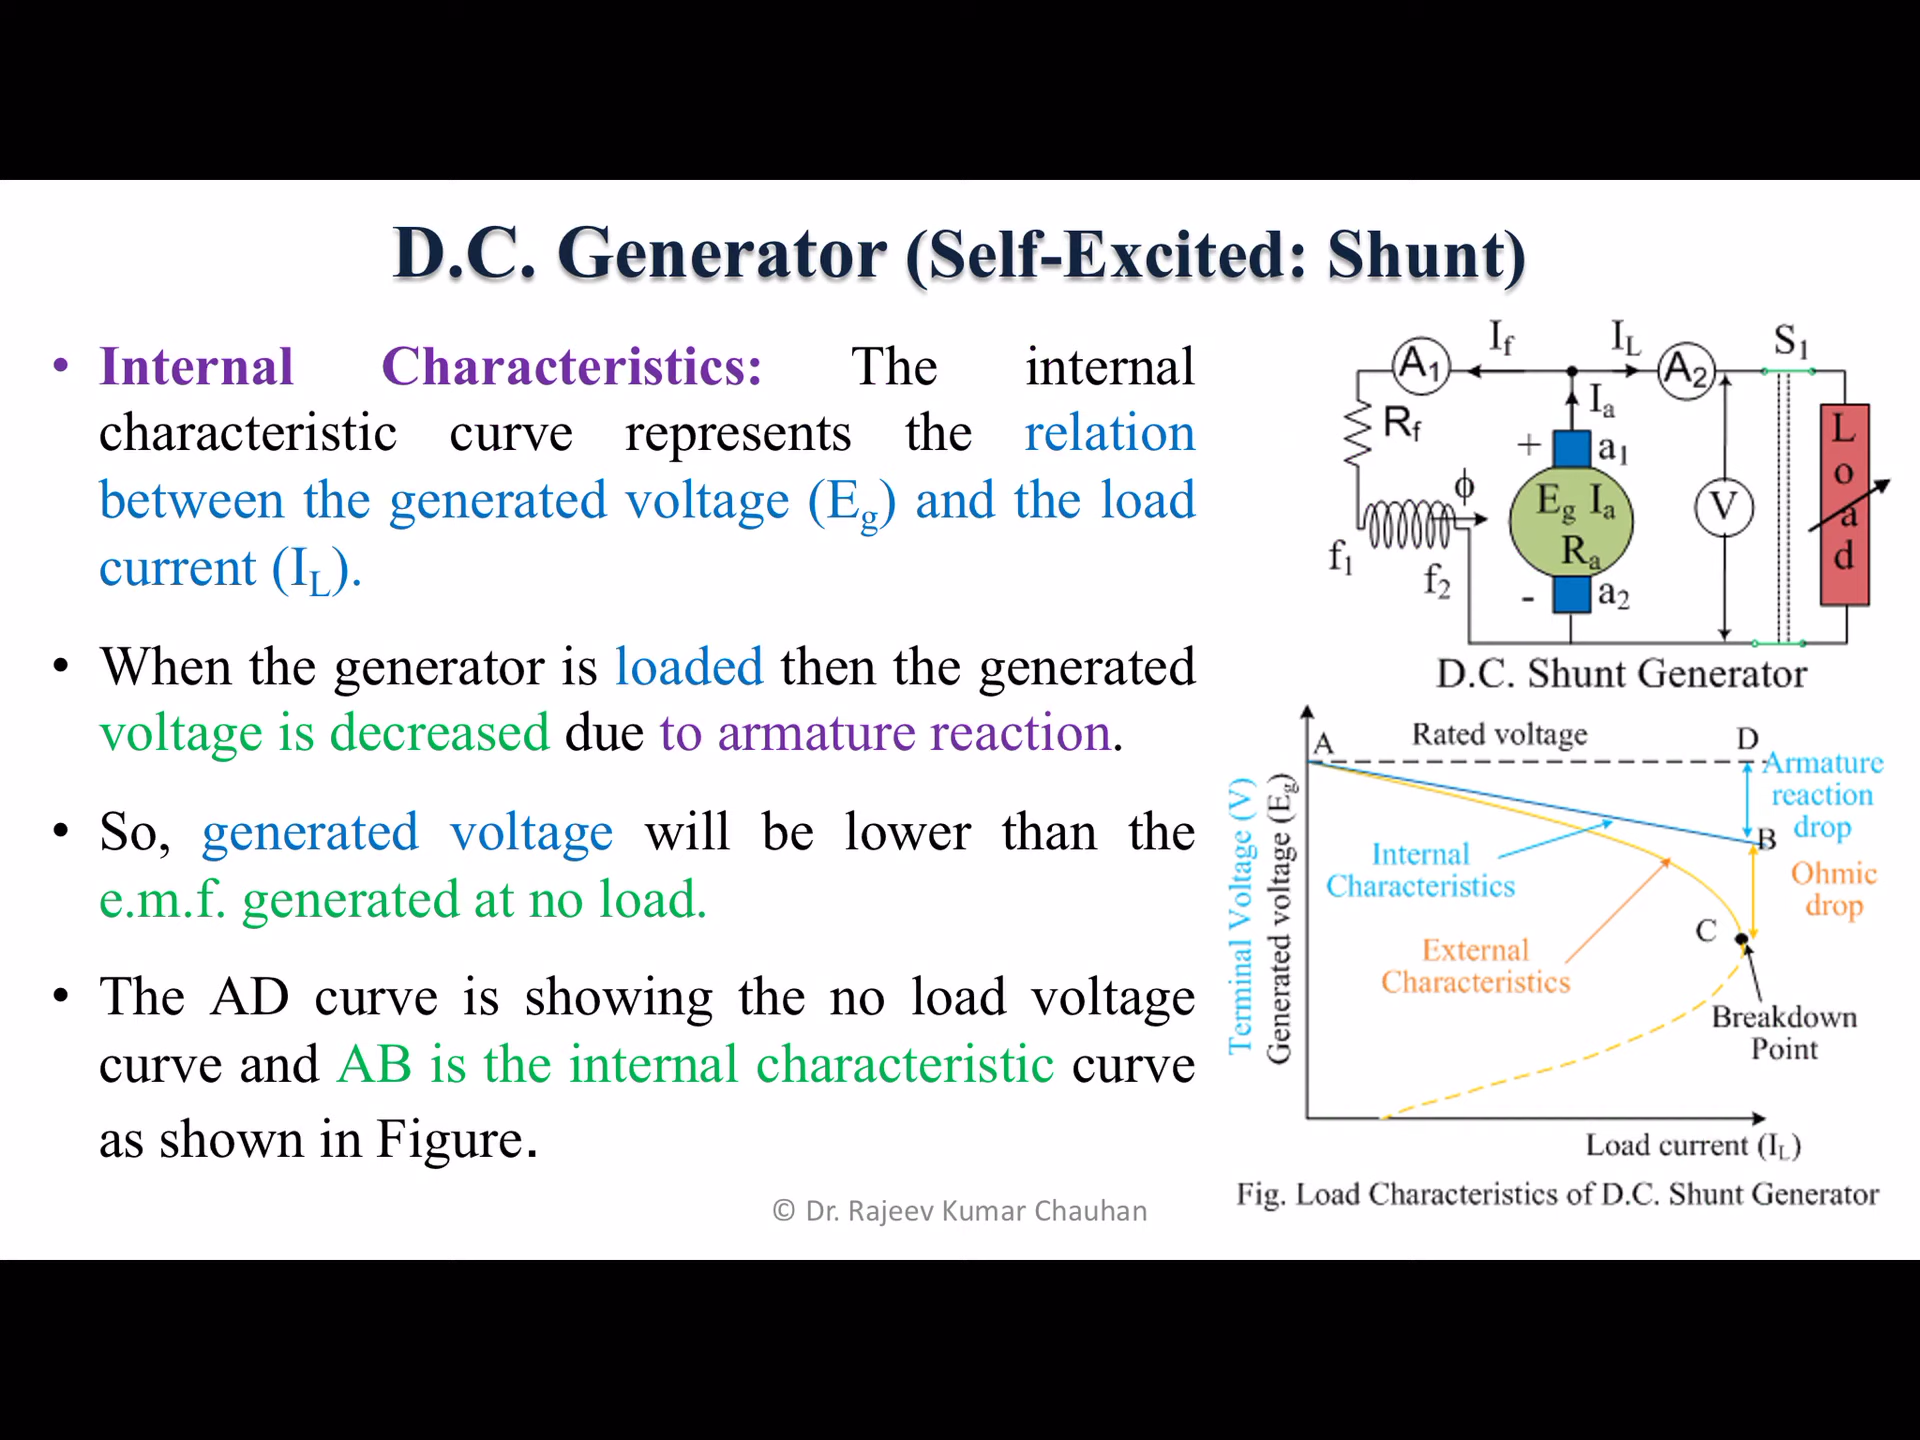 D.C. Generator (Self-Excited: Shunt)
• Internal Characteristics: The internal
characteristic curve represents the relation
between the generated voltage (Eg) and the load
current (IL).
• When the generator is loaded then the generated
voltage is decreased due to armature reaction.
• So, generated voltage will be lower than the
e.m.f. generated at no load.
• The AD curve is showing the no load voltage
curve and AB is the internal characteristic curve
as shown in Figure.
If
IL
S1
A1
A2
Ia
Rf
+
a1
L
o
a
d
ϕ
Eg Ia
Ra
V
f1
f2
-
a2
D.C. Shunt Generator
A
Rated voltage
D
Armature
reaction
drop
B
Internal
Characteristics
Ohmic
drop
C
External
Characteristics
Breakdown
Point
Terminal Voltage (V)
Generated voltage (Eg)
Load current (IL)
Fig. Load Characteristics of D.C. Shunt Generator
© Dr. Rajeev Kumar Chauhan